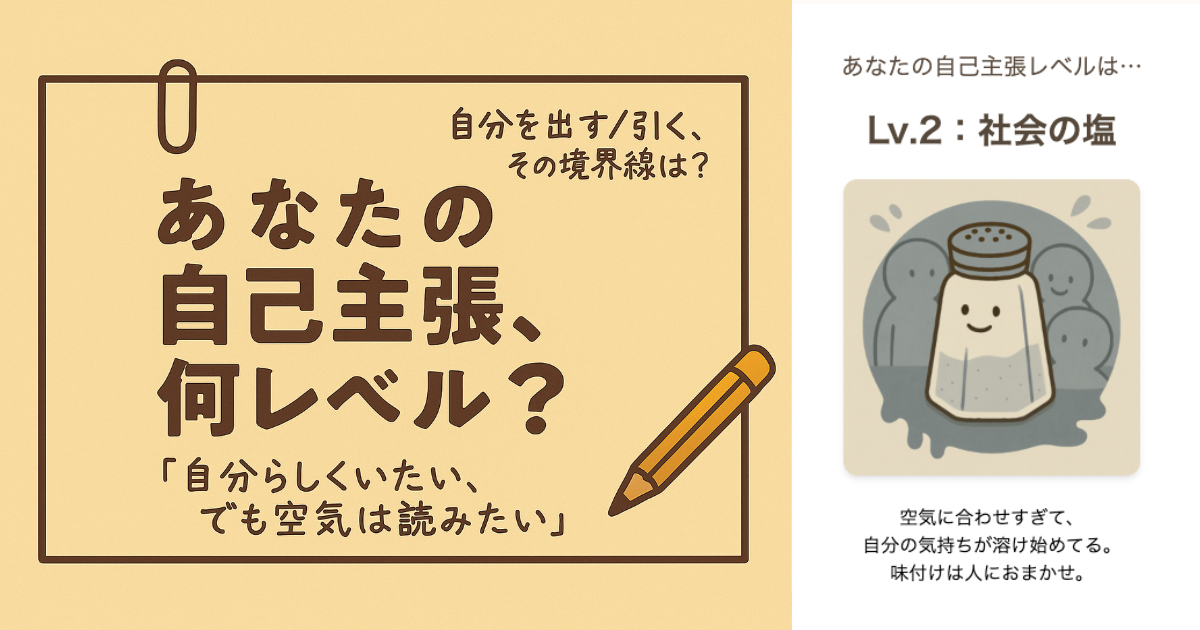 自分を出す/引く、
その境界線は？
あなたの
自己主張、
何レベル？
「自分らしくいたい、
でも空気は読みたい」
あなたの自己主張レベルは…
Lv.2：社会の塩
空気に合わせすぎて、
自分の気持ちが溶け始めてる。
味付けは人におまかせ。